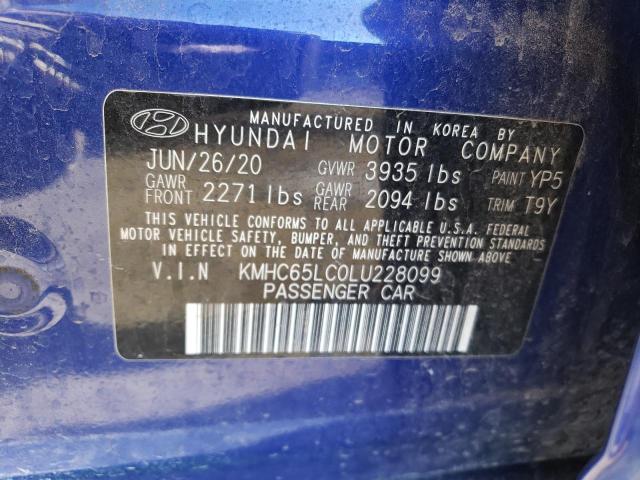 MANUFACTURED IN KOREA BY
HYUNDAI MOTOR COMPANY
JUN/26/20 GVWR 3935 lbs PAINT YP5
GAWR FRONT 2271 lbs GAWR REAR 2094 lbs TRIM T9Y
THIS VEHICLE CONFORMS TO ALL APPLICABLE U.S.A. FEDERAL
MOTOR VEHICLE SAFETY, BUMPER, AND THEFT PREVENTION STANDARDS
IN EFFECT ON THE DATE OF MANUFACTURE SHOWN ABOVE
V.I.N KMHC65LC0LU228099
PASSENGER CAR